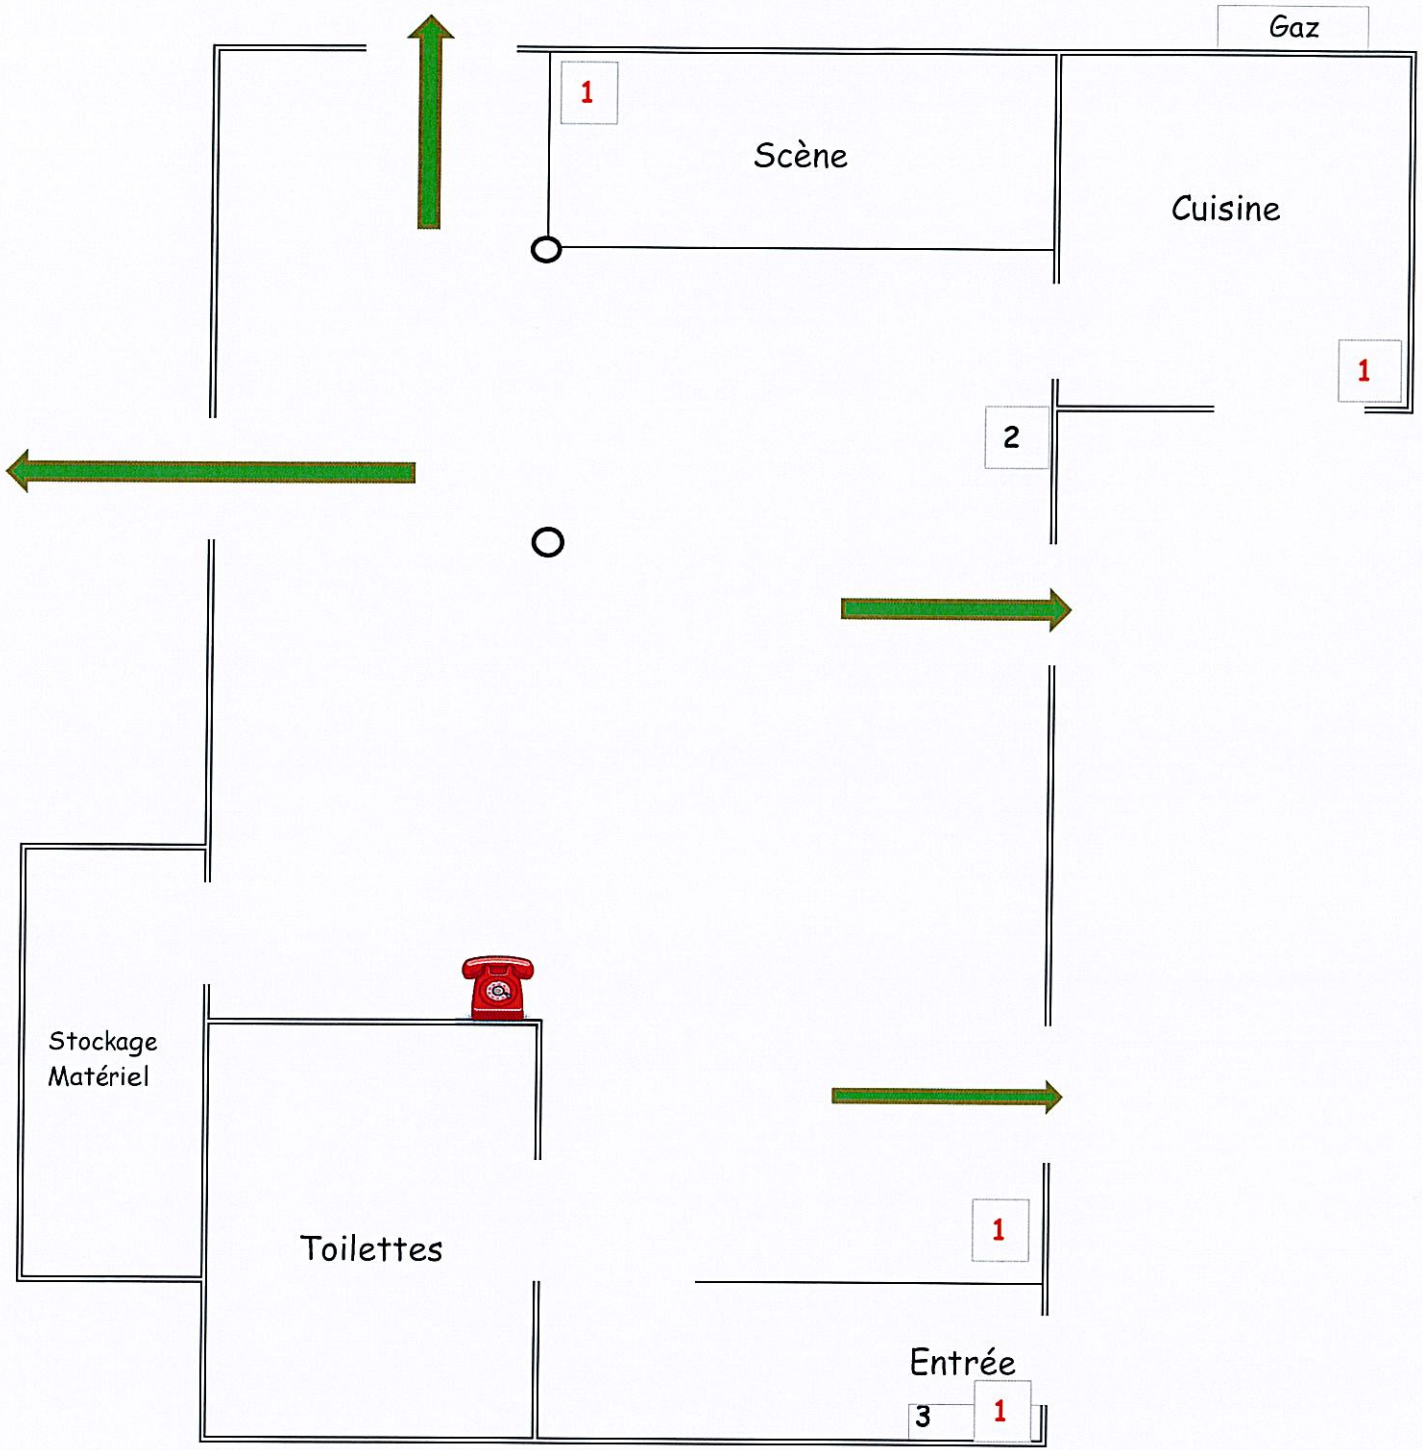 Gaz
1
Scène
Cuisine
1
2
Stockage
Matériel
1
Toilettes
Entrée
3
1